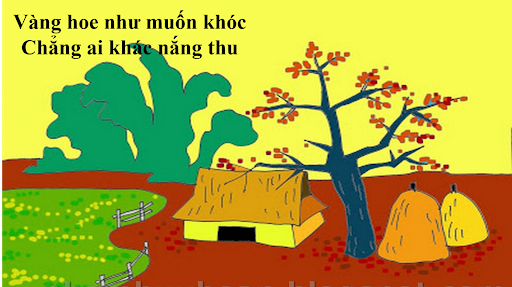 Vàng hoe như muốn khóc
Chẳng ai khác nắng thu